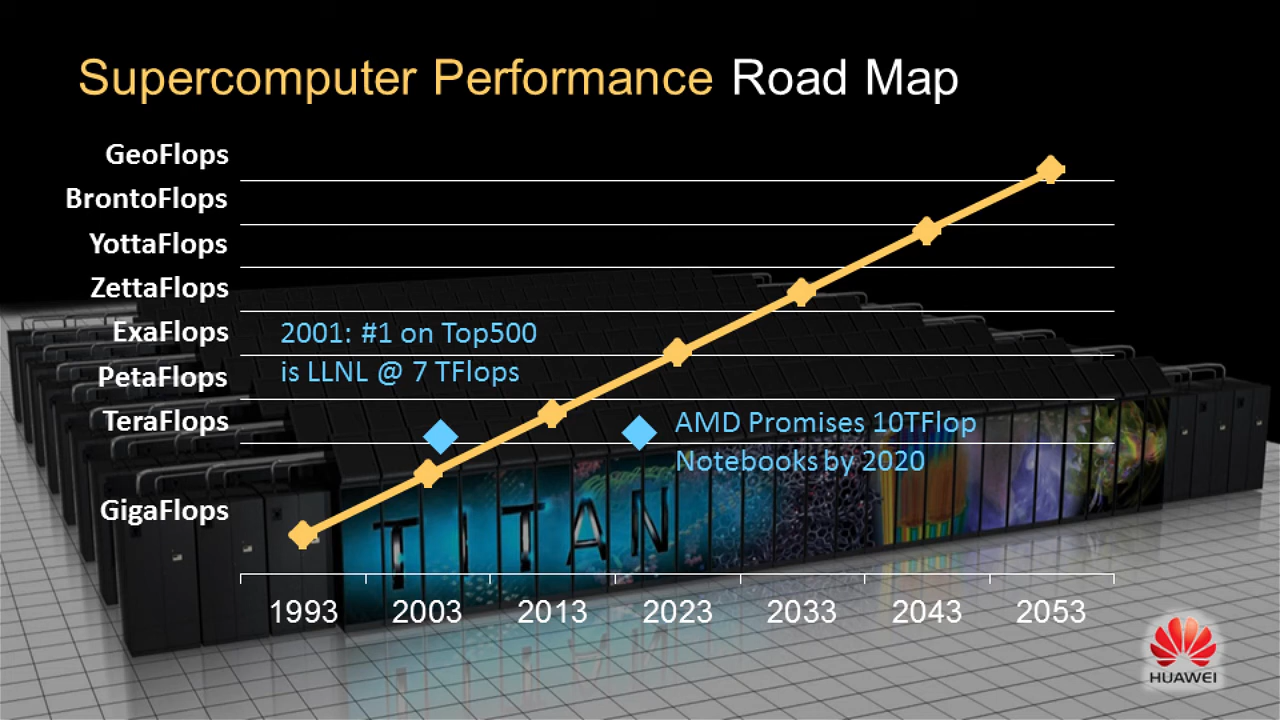 Supercomputer Performance Road Map
GeoFlops
BrontoFlops
YottaFlops
ZettaFlops
ExaFlops
PetaFlops
TeraFlops
GigaFlops
2001: #1 on Top500
is LLNL @ 7 TFlops
AMD Promises 10TFlop
Notebooks by 2020
TITAN
1993 2003 2013 2023 2033 2043 2053
HUAWEI